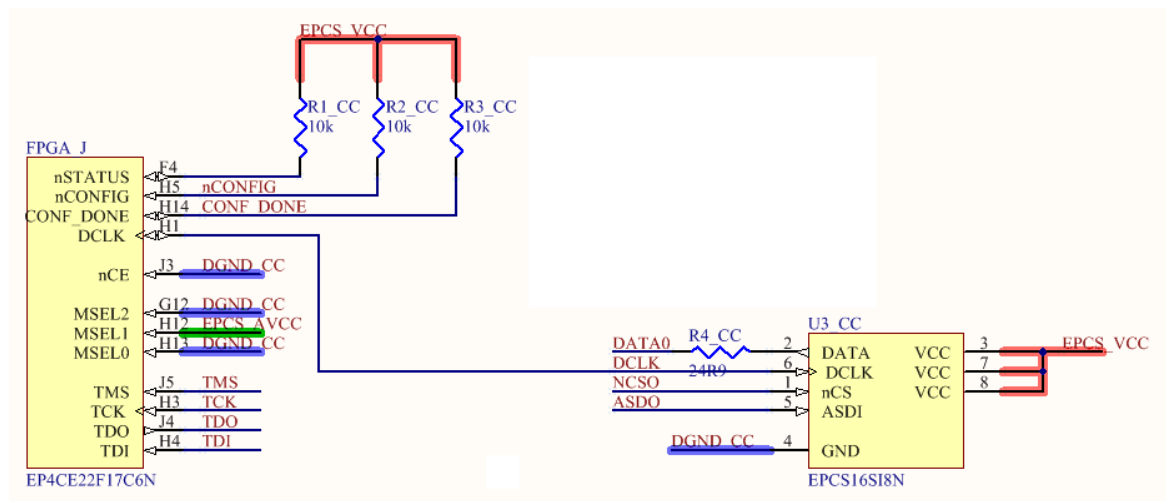 EPCS_VCC
R1_CC
10k
R2_CC
10k
R3_CC
10k
FPGA_J
nSTATUS F4
nCONFIG H5 nCONFIG
CONF_DONE H14 CONF_DONE
DCLK H1
nCE J3 DGND_CC
MSEL2 G12 DGND_CC
MSEL1 H12 EPCS_AVCC
MSEL0 H13 DGND_CC
TMS J5 TMS
TCK H3 TCK
TDO J4 TDO
TDI H4 TDI
EP4CE22F17C6N
U3_CC
DATA0 R4_CC 24R9 2 DATA VCC 3 EPCS_VCC
DCLK 6 DCLK VCC 7
NCSO 1 nCS VCC 8
ASDO 5 ASDI
DGND_CC 4 GND
EPCS16SI8N